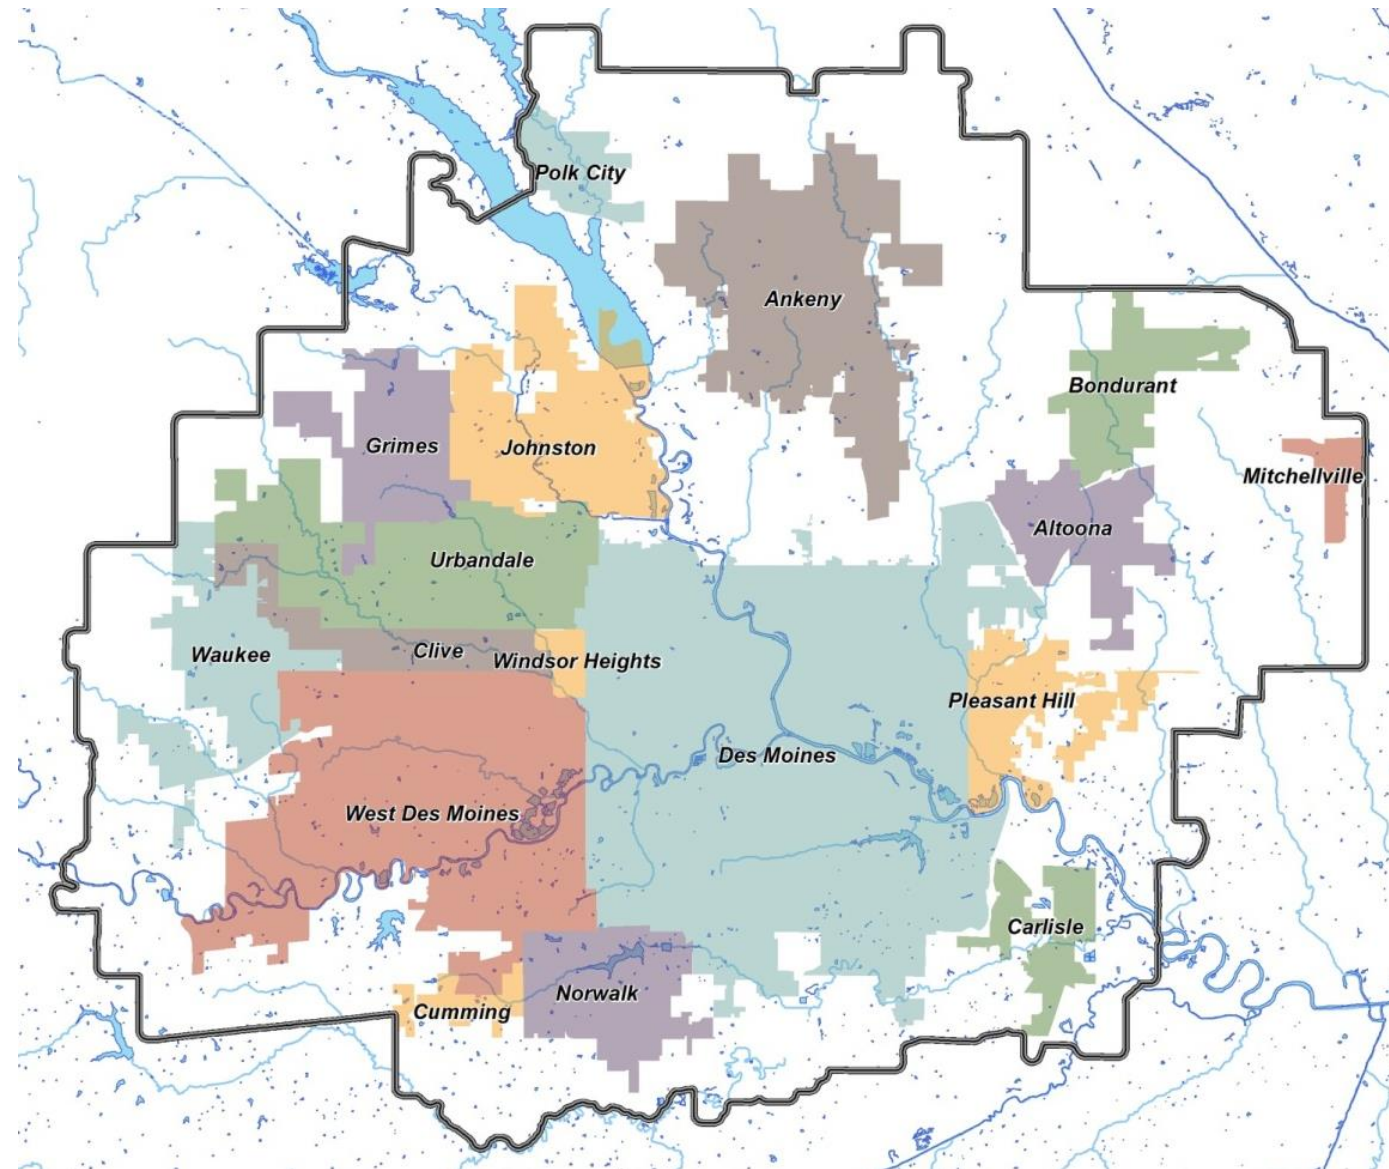 Polk City
Ankeny
Bondurant
Grimes
Johnston
Mitchellville
Altoona
Urbandale
Waukee
Clive
Windsor Heights
Pleasant Hill
Des Moines
West Des Moines
Carlisle
Norwalk
Cumming